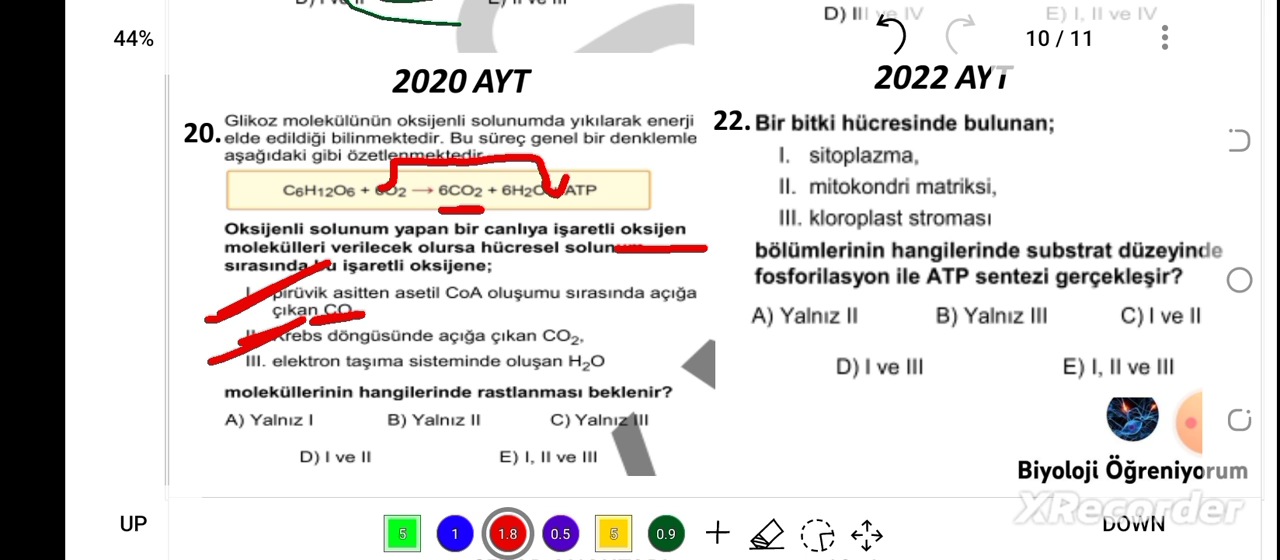 D) III ve IV
E) I, II ve IV
44%
10 / 11
2020 AYT
20. Glikoz molekülünün oksijenli solunumda yıkılarak enerji
elde edildiği bilinmektedir. Bu süreç genel bir denklemle
aşağıdaki gibi özetlenmektedir.
C6H12O6 + 6O2 → 6CO2 + 6H2O + ATP
Oksijenli solunum yapan bir canlıya işaretli oksijen
molekülleri verilecek olursa hücresel solunum
sırasında bu işaretli oksijene;
I. pirüvik asitten asetil CoA oluşumu sırasında açığa
çıkan CO
II. Krebs döngüsünde açığa çıkan CO2,
III. elektron taşıma sisteminde oluşan H2O
moleküllerinin hangilerinde rastlanması beklenir?
A) Yalnız I
B) Yalnız II
C) Yalnız III
D) I ve II
E) I, II ve III
2022 AYT
22. Bir bitki hücresinde bulunan;
I. sitoplazma,
II. mitokondri matriksi,
III. kloroplast stroması
bölümlerinin hangilerinde substrat düzeyinde
fosforilasyon ile ATP sentezi gerçekleşir?
A) Yalnız II
B) Yalnız III
C) I ve II
D) I ve III
E) I, II ve III
Biyoloji Öğreniyorum
XRecorder
UP
5
1
1.8
0.5
5
0.9
DOWN